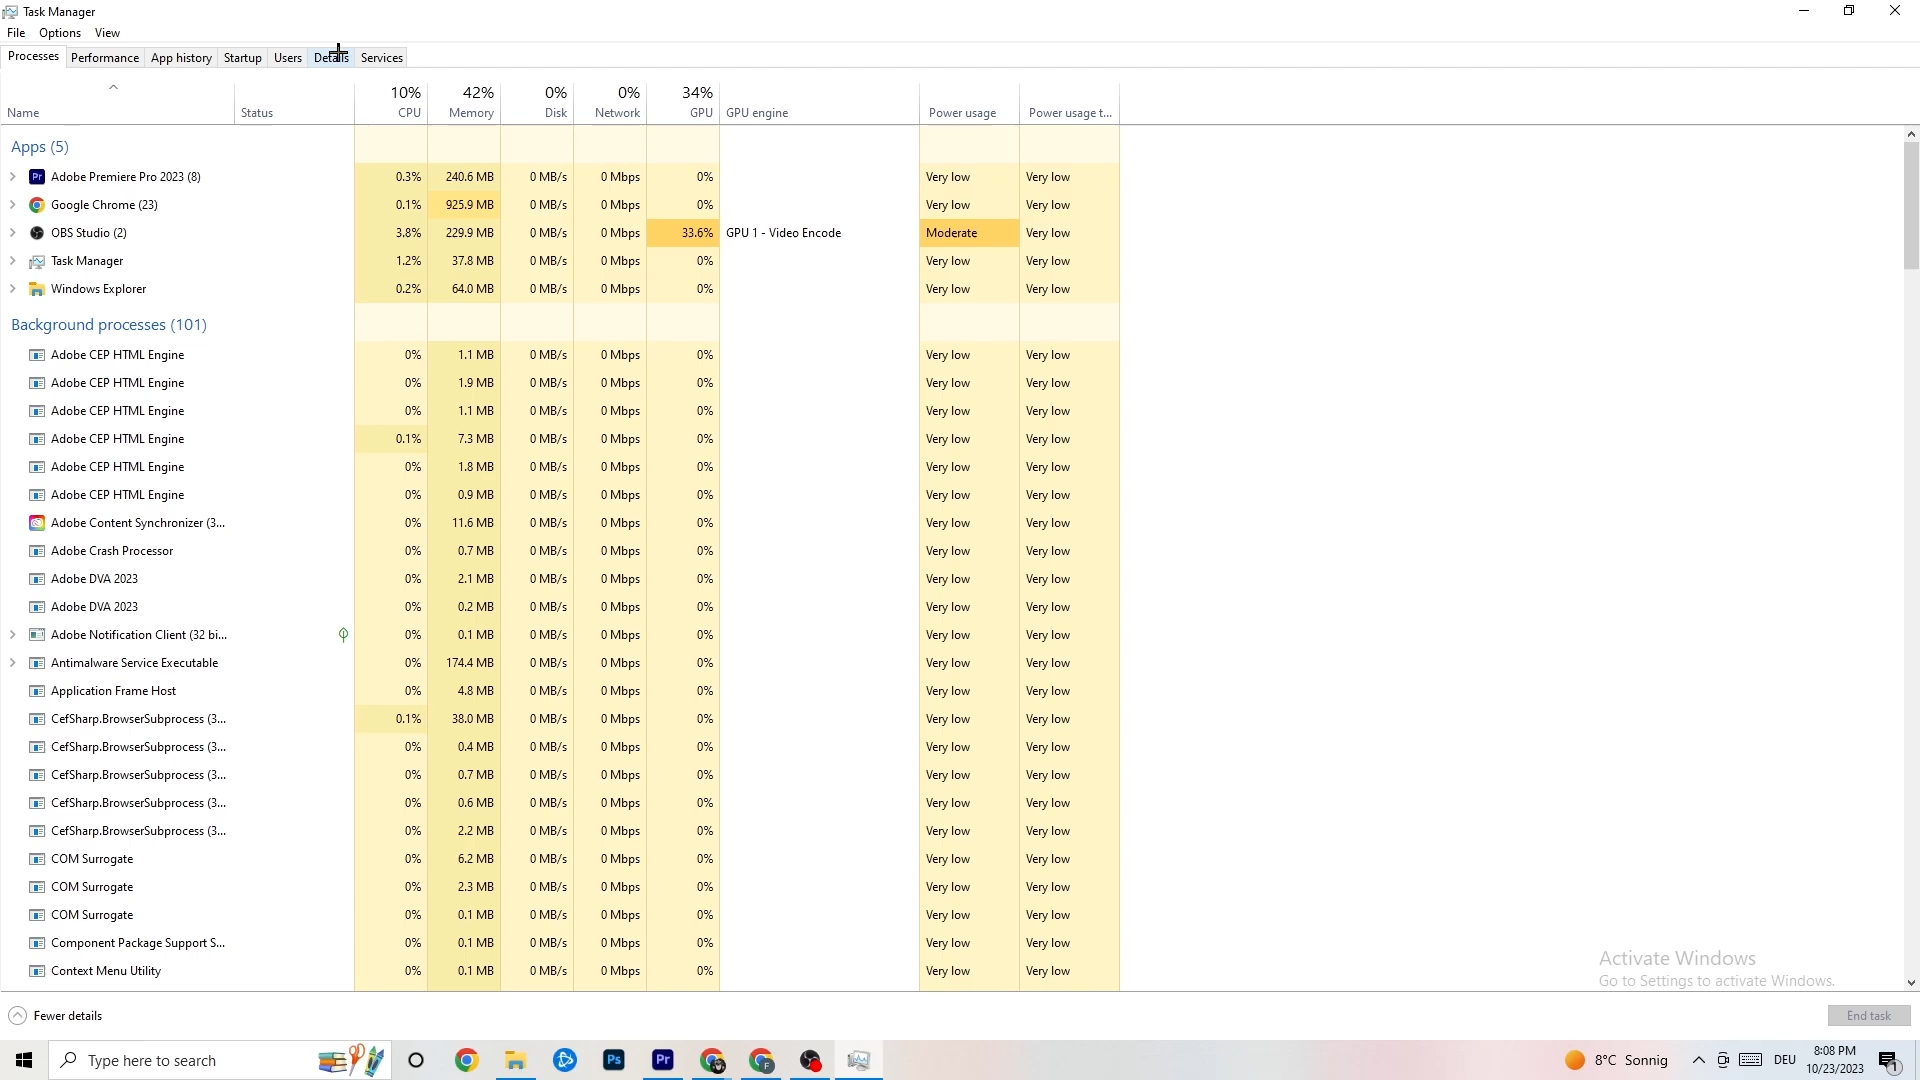 Task Manager
File Options View
Processes Performance App history Startup Users Details Services
10% 42% 0% 0% 34%
Name Status CPU Memory Disk Network GPU GPU engine Power usage Power usage t...
Apps (5)
Adobe Premiere Pro 2023 (8) 0.3% 240.6 MB 0 MB/s 0 Mbps 0% Very low Very low
Google Chrome (23) 0.1% 925.9 MB 0 MB/s 0 Mbps 0% Very low Very low
OBS Studio (2) 3.8% 229.9 MB 0 MB/s 0 Mbps 33.6% GPU 1 - Video Encode Moderate Very low
Task Manager 1.2% 37.8 MB 0 MB/s 0 Mbps 0% Very low Very low
Windows Explorer 0.2% 64.0 MB 0 MB/s 0 Mbps 0% Very low Very low
Background processes (101)
Adobe CEP HTML Engine 0% 1.1 MB 0 MB/s 0 Mbps 0% Very low Very low
Adobe CEP HTML Engine 0% 1.9 MB 0 MB/s 0 Mbps 0% Very low Very low
Adobe CEP HTML Engine 0% 1.1 MB 0 MB/s 0 Mbps 0% Very low Very low
Adobe CEP HTML Engine 0.1% 7.3 MB 0 MB/s 0 Mbps 0% Very low Very low
Adobe CEP HTML Engine 0% 1.8 MB 0 MB/s 0 Mbps 0% Very low Very low
Adobe CEP HTML Engine 0% 0.9 MB 0 MB/s 0 Mbps 0% Very low Very low
Adobe Content Synchronizer (3... 0% 11.6 MB 0 MB/s 0 Mbps 0% Very low Very low
Adobe Crash Processor 0% 0.7 MB 0 MB/s 0 Mbps 0% Very low Very low
Adobe DVA 2023 0% 2.1 MB 0 MB/s 0 Mbps 0% Very low Very low
Adobe DVA 2023 0% 0.2 MB 0 MB/s 0 Mbps 0% Very low Very low
Adobe Notification Client (32 bi... 0% 0.1 MB 0 MB/s 0 Mbps 0% Very low Very low
Antimalware Service Executable 0% 174.4 MB 0 MB/s 0 Mbps 0% Very low Very low
Application Frame Host 0% 4.8 MB 0 MB/s 0 Mbps 0% Very low Very low
CefSharp.BrowserSubprocess (3... 0.1% 38.0 MB 0 MB/s 0 Mbps 0% Very low Very low
CefSharp.BrowserSubprocess (3... 0% 0.4 MB 0 MB/s 0 Mbps 0% Very low Very low
CefSharp.BrowserSubprocess (3... 0% 0.7 MB 0 MB/s 0 Mbps 0% Very low Very low
CefSharp.BrowserSubprocess (3... 0% 0.6 MB 0 MB/s 0 Mbps 0% Very low Very low
CefSharp.BrowserSubprocess (3... 0% 2.2 MB 0 MB/s 0 Mbps 0% Very low Very low
COM Surrogate 0% 6.2 MB 0 MB/s 0 Mbps 0% Very low Very low
COM Surrogate 0% 2.3 MB 0 MB/s 0 Mbps 0% Very low Very low
COM Surrogate 0% 0.1 MB 0 MB/s 0 Mbps 0% Very low Very low
Component Package Support S... 0% 0.1 MB 0 MB/s 0 Mbps 0% Very low Very low
Context Menu Utility 0% 0.1 MB 0 MB/s 0 Mbps 0% Very low Very low
Activate Windows
Go to Settings to activate Windows.
Fewer details End task
Type here to search Ps Pr F 8°C Sonnig DEU 8:08 PM
10/23/2023 1